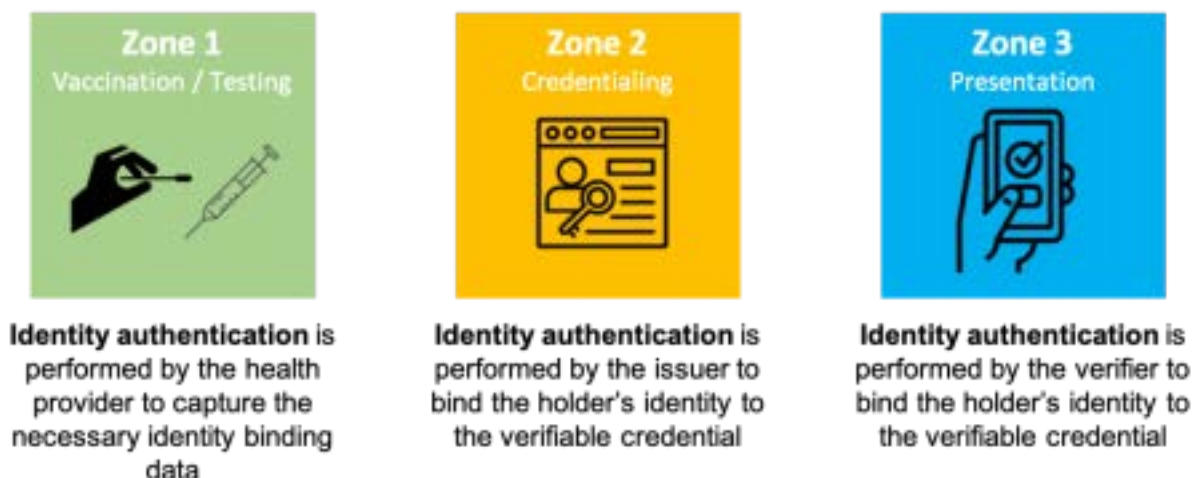 Zone 1
Vaccination / Testing
Identity authentication is
performed by the health
provider to capture the
necessary identity binding
data
Zone 2
Credentialing
Identity authentication is
performed by the issuer to
bind the holder's identity to
the verifiable credential
Zone 3
Presentation
Identity authentication is
performed by the verifier to
bind the holder's identity to
the verifiable credential